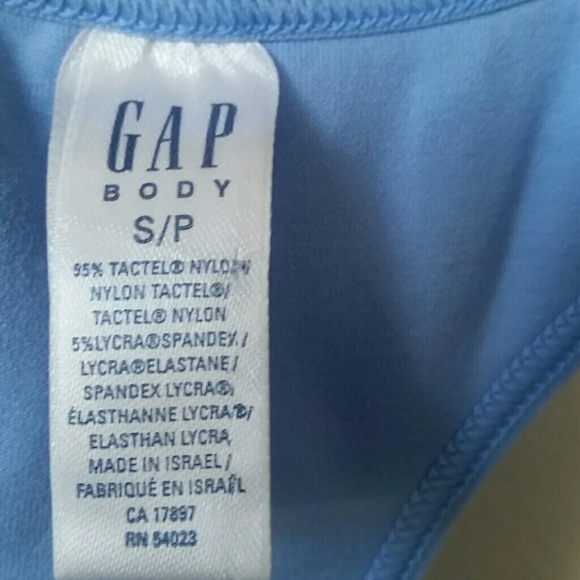 GAP
BODY
S/P
95% TACTEL® NYLON/
NYLON TACTEL®/
TACTEL® NYLON
5%LYCRA®SPANDEX/
LYCRA®ELASTANE/
SPANDEX LYCRA®,
ÉLASTHANNE LYCRA®/
ELASTHAN LYCRA
MADE IN ISRAEL/
FABRIQUÉ EN ISRAËL
CA 17897
RN 54023